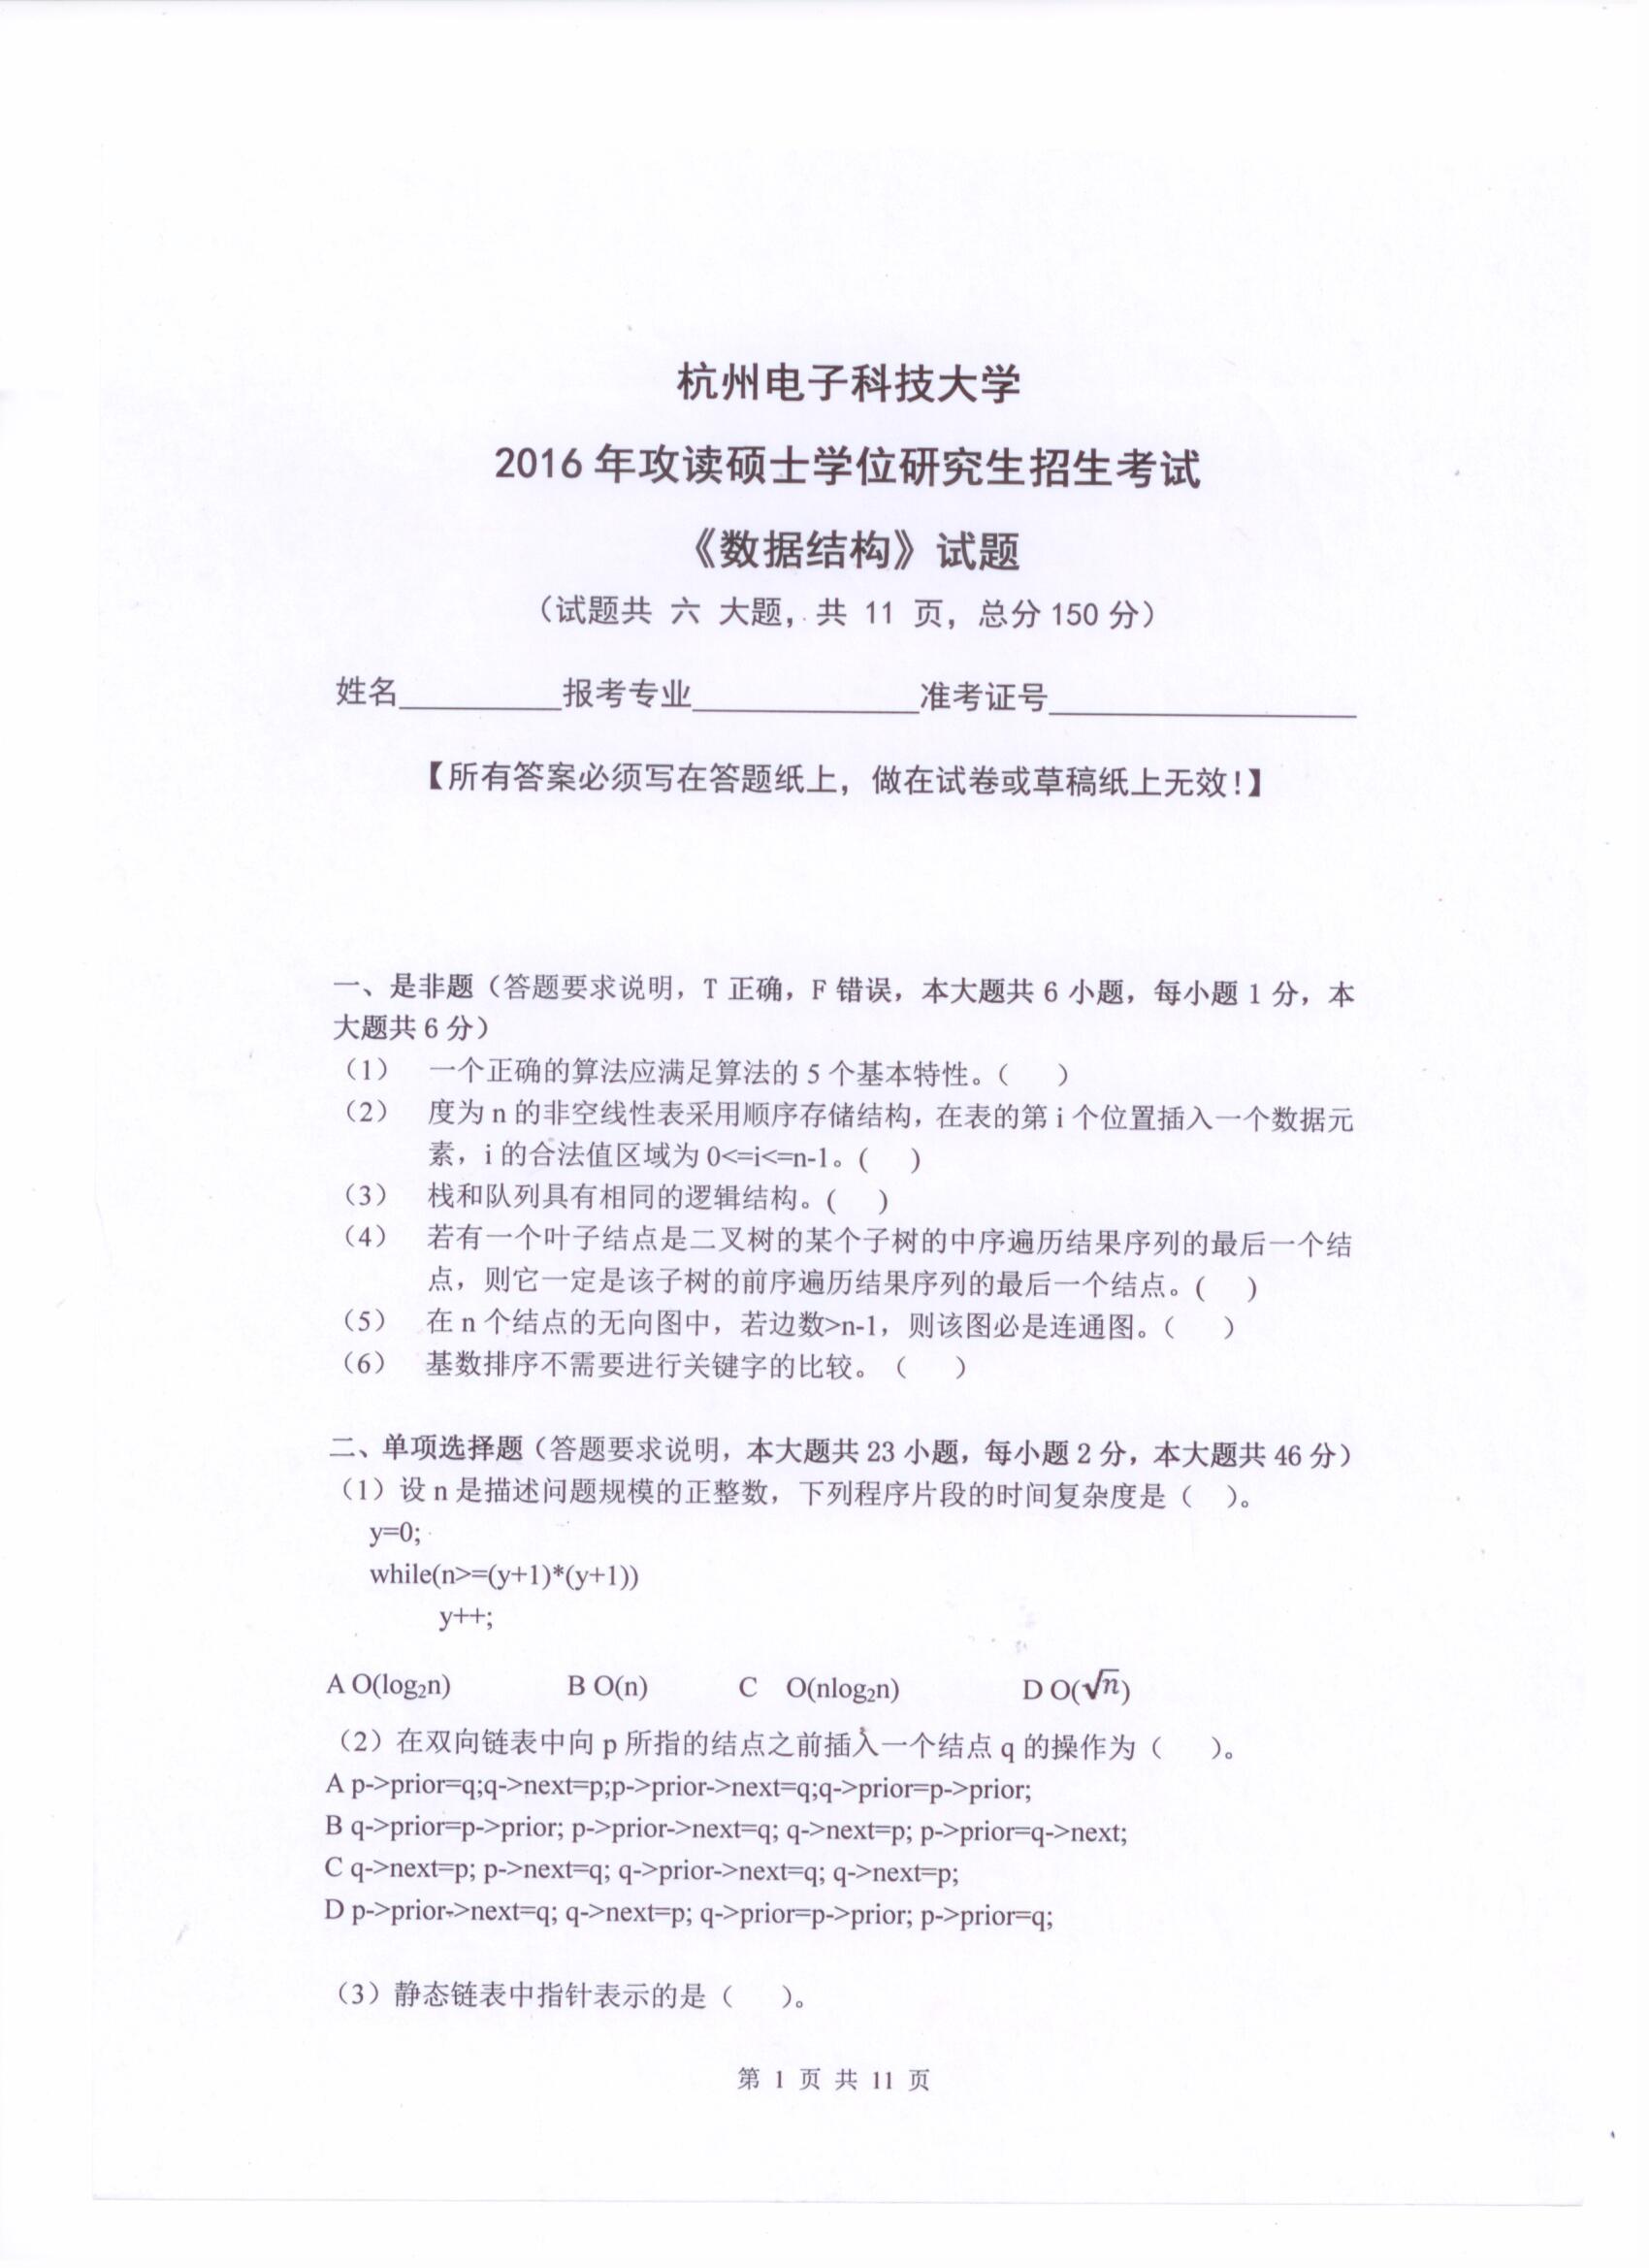 杭州电子科技大学
2016 年攻读硕士学位研究生招生考试
《数据结构》试题
（试题共 六 大题，共 11 页，总分 150 分）
姓名__________报考专业______________准考证号___________________
【所有答案必须写在答题纸上，做在试卷或草稿纸上无效！】
一、是非题（答题要求说明，T 正确，F 错误，本大题共 6 小题，每小题 1 分，本
大题共 6 分）
（1） 一个正确的算法应满足算法的 5 个基本特性。（ ）
（2） 度为 n 的非空线性表采用顺序存储结构，在表的第 i 个位置插入一个数据元
素，i 的合法值区域为 0<=i<=n-1。（ ）
（3） 栈和队列具有相同的逻辑结构。（ ）
（4） 若有一个叶子结点是二叉树的某个子树的中序遍历结果序列的最后一个结
点，则它一定是该子树的前序遍历结果序列的最后一个结点。（ ）
（5） 在 n 个结点的无向图中，若边数>n-1，则该图必是连通图。（ ）
（6） 基数排序不需要进行关键字的比较。（ ）
二、单项选择题（答题要求说明，本大题共 23 小题，每小题 2 分，本大题共 46 分）
（1）设 n 是描述问题规模的正整数，下列程序片段的时间复杂度是（ ）。
y=0;
while(n>=(y+1)*(y+1))
y++;
A O(log₂n) B O(n) C O(nlog₂n) D O(√n)
（2）在双向链表中向 p 所指的结点之前插入一个结点 q 的操作为（ ）。
A p->prior=q;q->next=p;p->prior->next=q;q->prior=p->prior;
B q->prior=p->prior; p->prior->next=q; q->next=p; p->prior=q->next;
C q->next=p; p->next=q; q->prior->next=q; q->next=p;
D p->prior->next=q; q->next=p; q->prior=p->prior; p->prior=q;
（3）静态链表中指针表示的是（ ）。
第 1 页 共 11 页